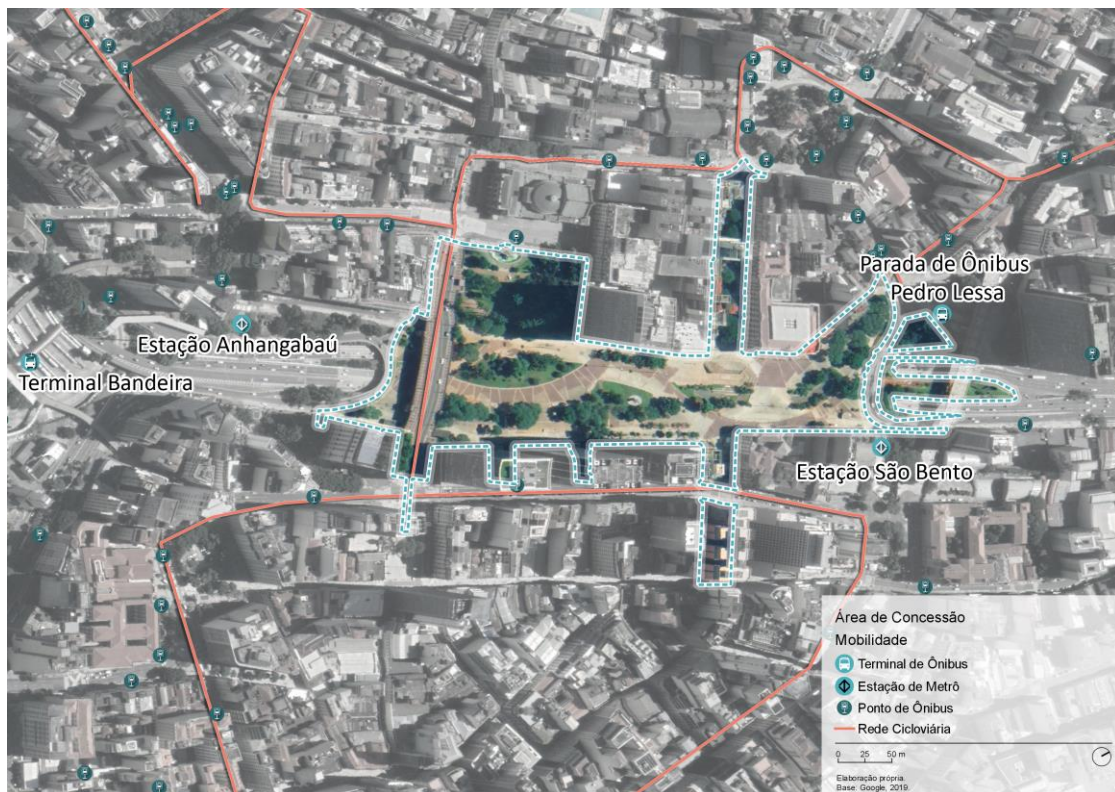 Parada de Ônibus
Pedro Lessa
Estação Anhangabaú
Terminal Bandeira
Estação São Bento
Área de Concessão
Mobilidade
Terminal de Ônibus
Estação de Metrô
Ponto de Ônibus
Rede Cicloviária
0 25 50 m
Elaboração própria.
Base: Google, 2019.